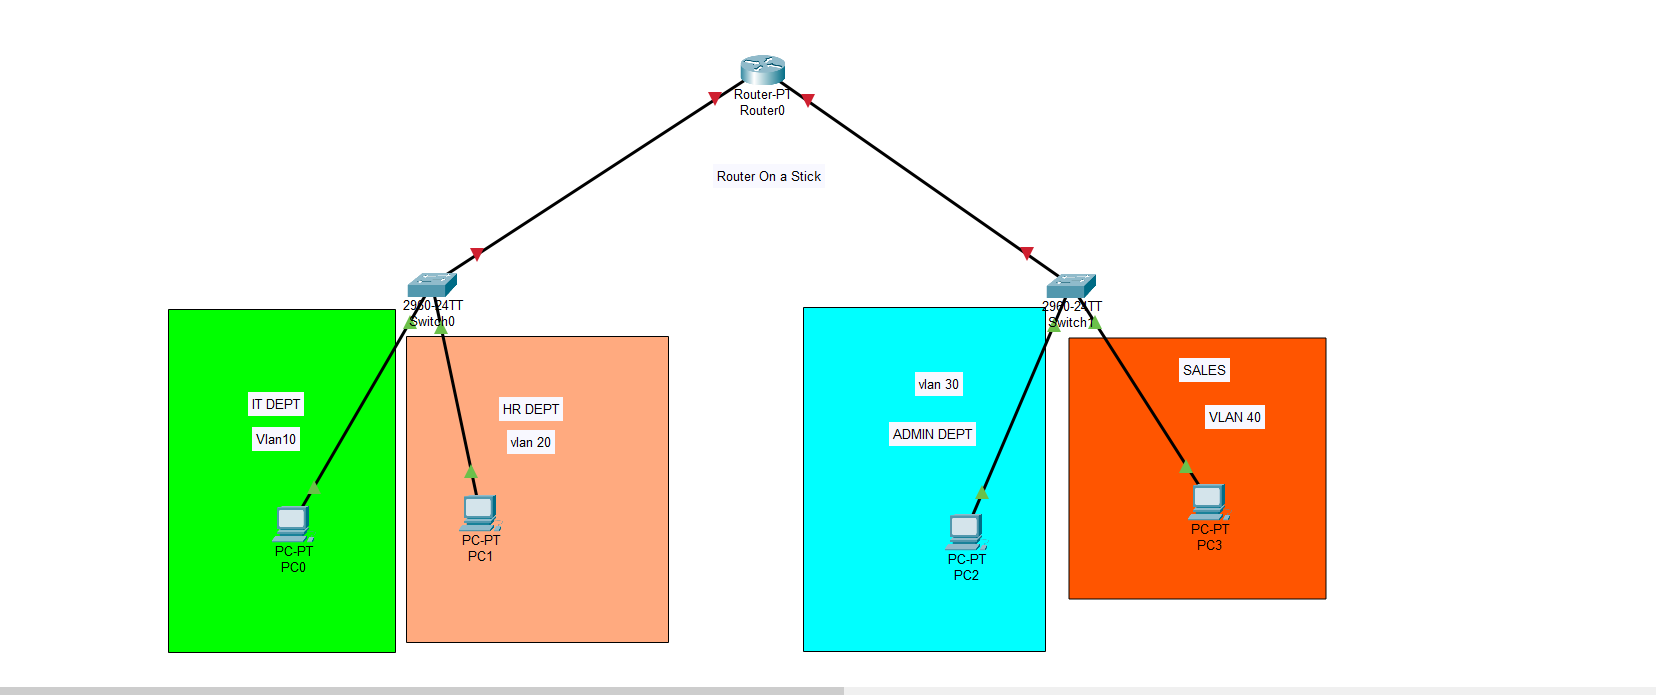 Router-PT
Router0
Router On a Stick
2960-24TT
Switch0
2960-24TT
Switch1
IT DEPT
Vlan10
HR DEPT
vlan 20
vlan 30
ADMIN DEPT
SALES
VLAN 40
PC-PT
PC0
PC-PT
PC1
PC-PT
PC2
PC-PT
PC3